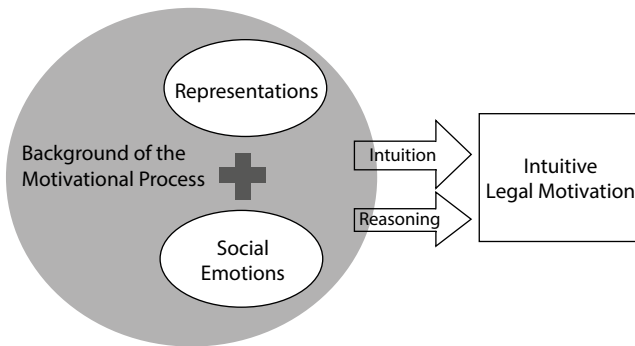 Representations
Background of the
Motivational Process
Social
Emotions
Intuition
Reasoning
Intuitive
Legal Motivation